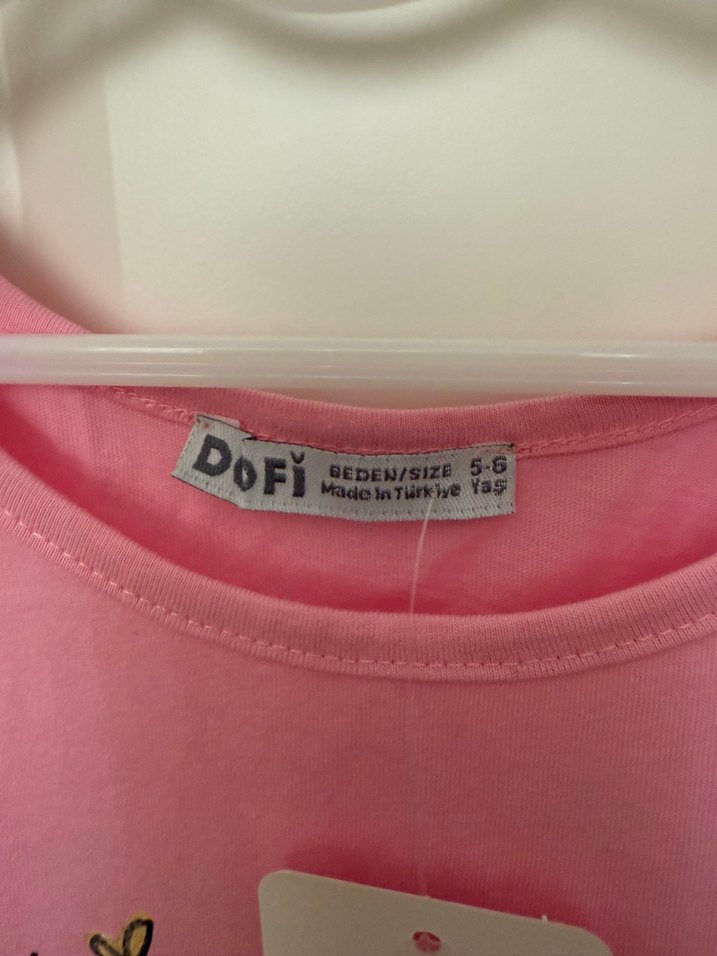 DoFi BEDEN/SIZE 5-6
Made in Türkiye Yaş